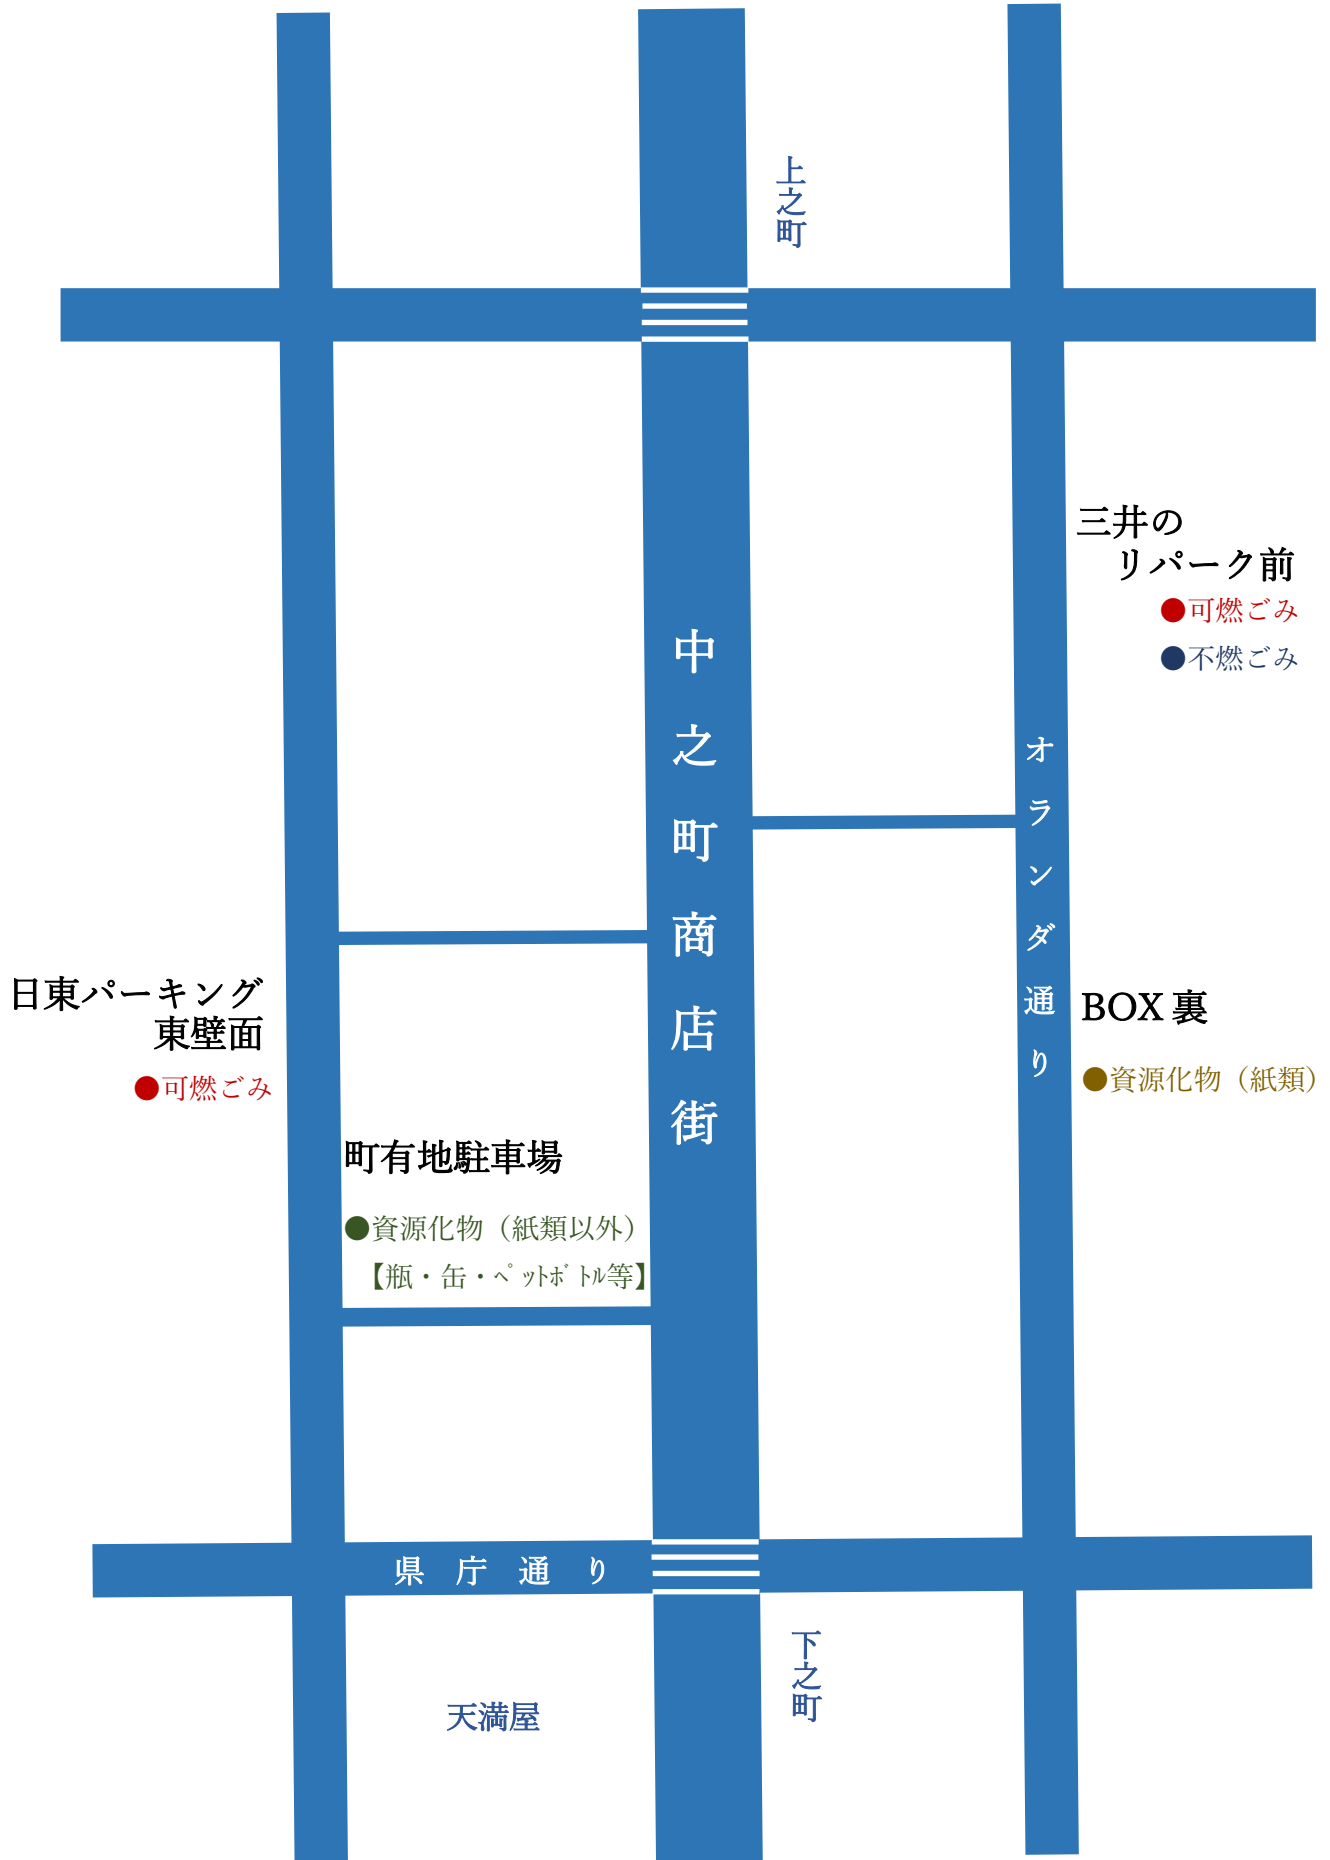 上之町
三井の
リパーク前
●可燃ごみ
●不燃ごみ
中之町商店街
オランダ通り
日東パーキング
東壁面
●可燃ごみ
BOX 裏
●資源化物（紙類）
町有地駐車場
●資源化物（紙類以外）
【瓶・缶・ﾍﾟｯﾄﾎﾞﾄﾙ等】
県庁通り
下之町
天満屋